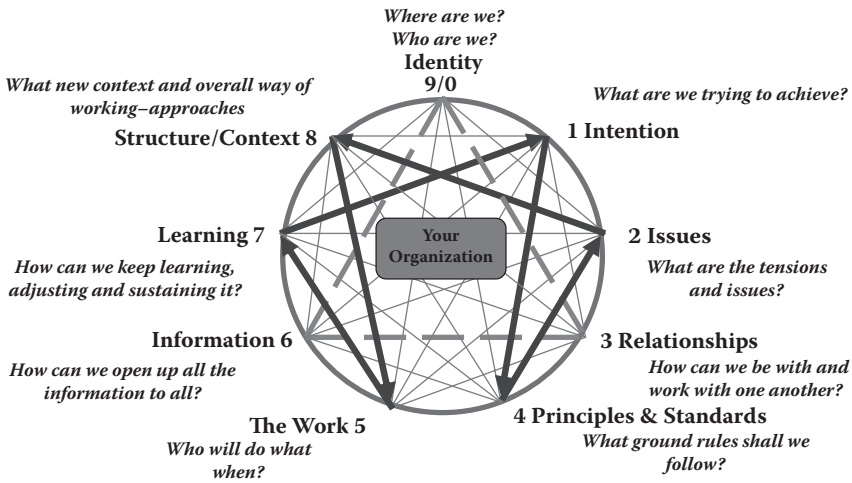 Where are we?
Who are we?
Identity
9/0
What new context and overall way of
working–approaches
Structure/Context 8
What are we trying to achieve?
1 Intention
Learning 7
How can we keep learning,
adjusting and sustaining it?
Your
Organization
2 Issues
What are the tensions
and issues?
Information 6
How can we open up all the
information to all?
3 Relationships
How can we be with and
work with one another?
The Work 5
Who will do what
when?
4 Principles & Standards
What ground rules shall we
follow?